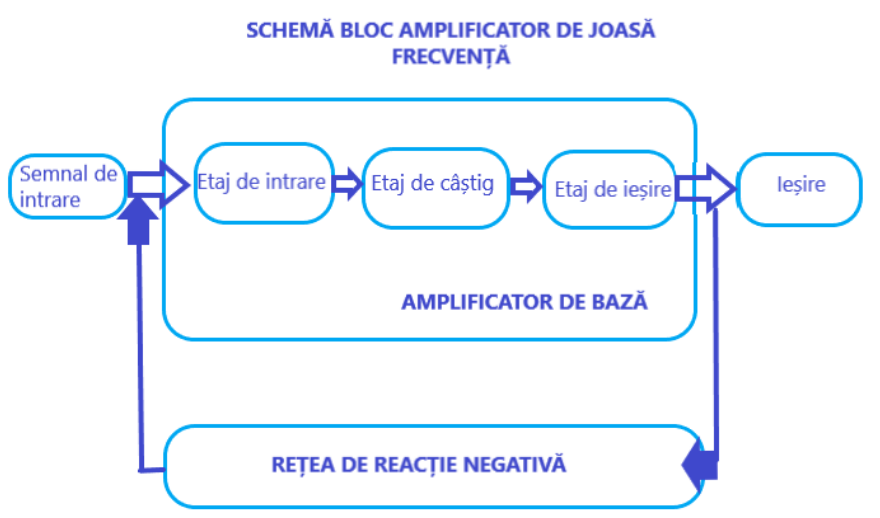 SCHEMĂ BLOC AMPLIFICATOR DE JOASĂ
FRECVENȚĂ
Semnal de
intrare
Etaj de intrare
Etaj de câștig
Etaj de ieșire
Ieșire
AMPLIFICATOR DE BAZĂ
REȚEA DE REACȚIE NEGATIVĂ